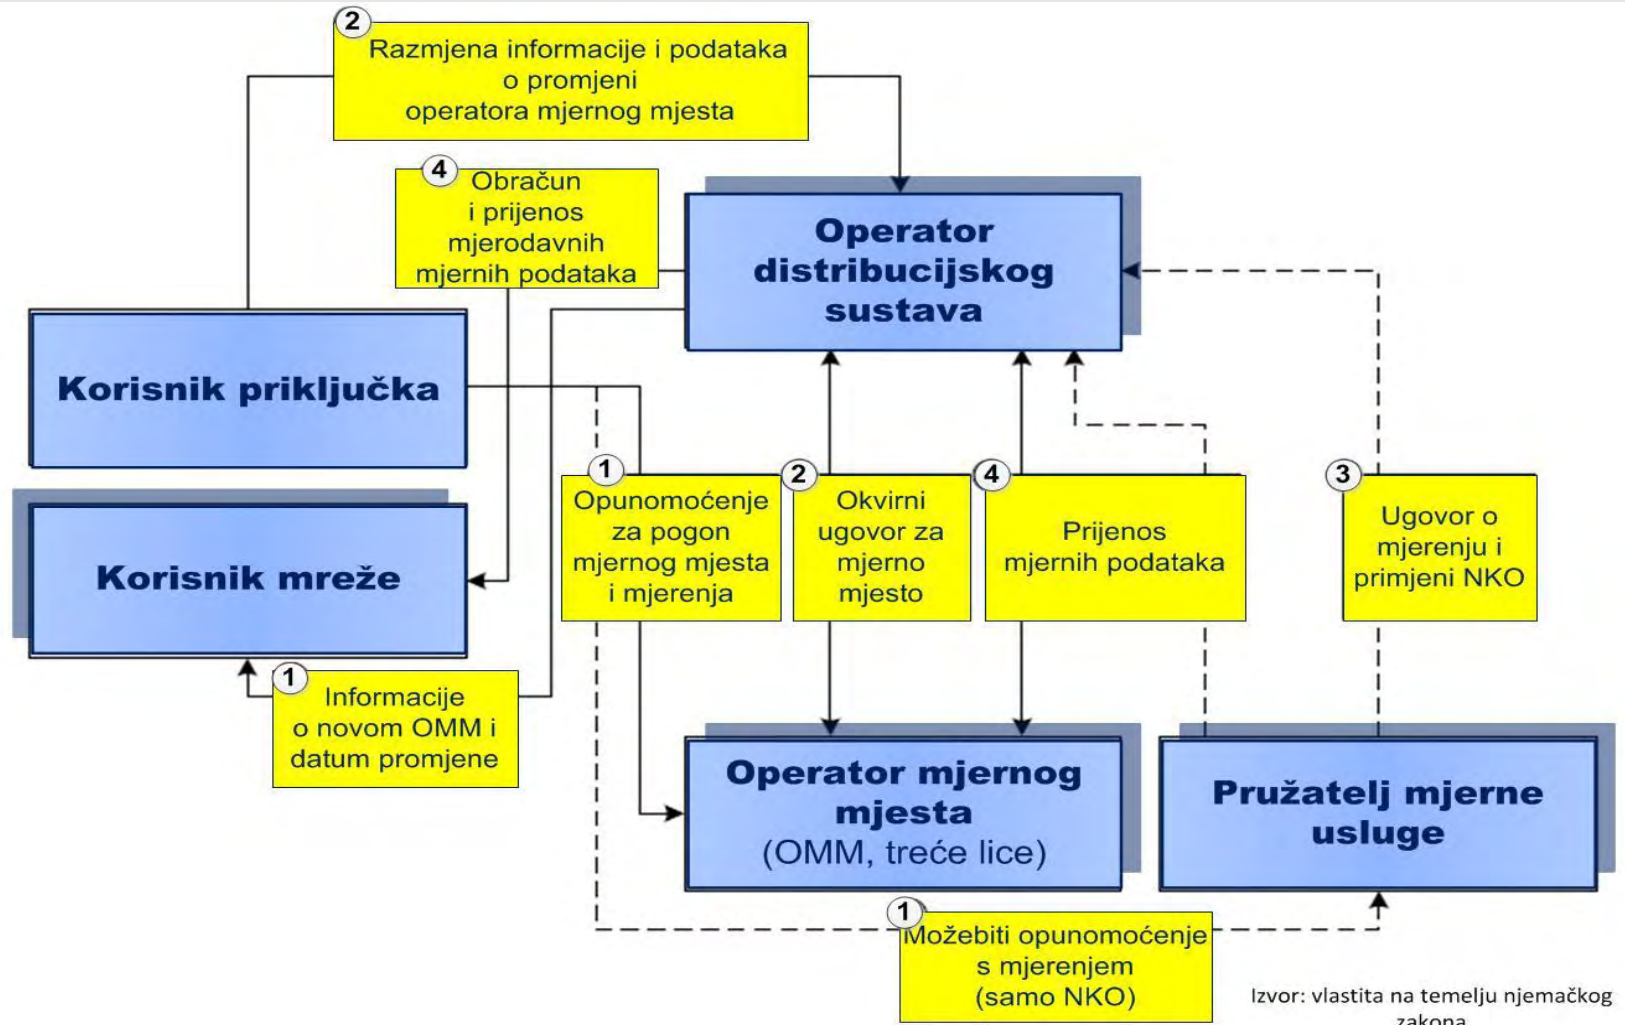 2
Razmjena informacije i podataka
o promjeni
operatora mjernog mjesta
4
Obračun
i prijenos
mjerodavnih
mjernih podataka
Operator
distribucijskog
sustava
Korisnik priključka
Korisnik mreže
1
Opunomoćenje
za pogon
mjernog mjesta
i mjerenja
2
Okvirni
ugovor za
mjerno
mjesto
4
Prijenos
mjernih podataka
3
Ugovor o
mjerenju i
primjeni NKO
1
Informacije
o novom OMM i
datum promjene
Operator mjernog
mjesta
(OMM, treće lice)
Pružatelj mjerne
usluge
1
Možebiti opunomoćenje
s mjerenjem
(samo NKO)
Izvor: vlastita na temelju njemačkog
zakona